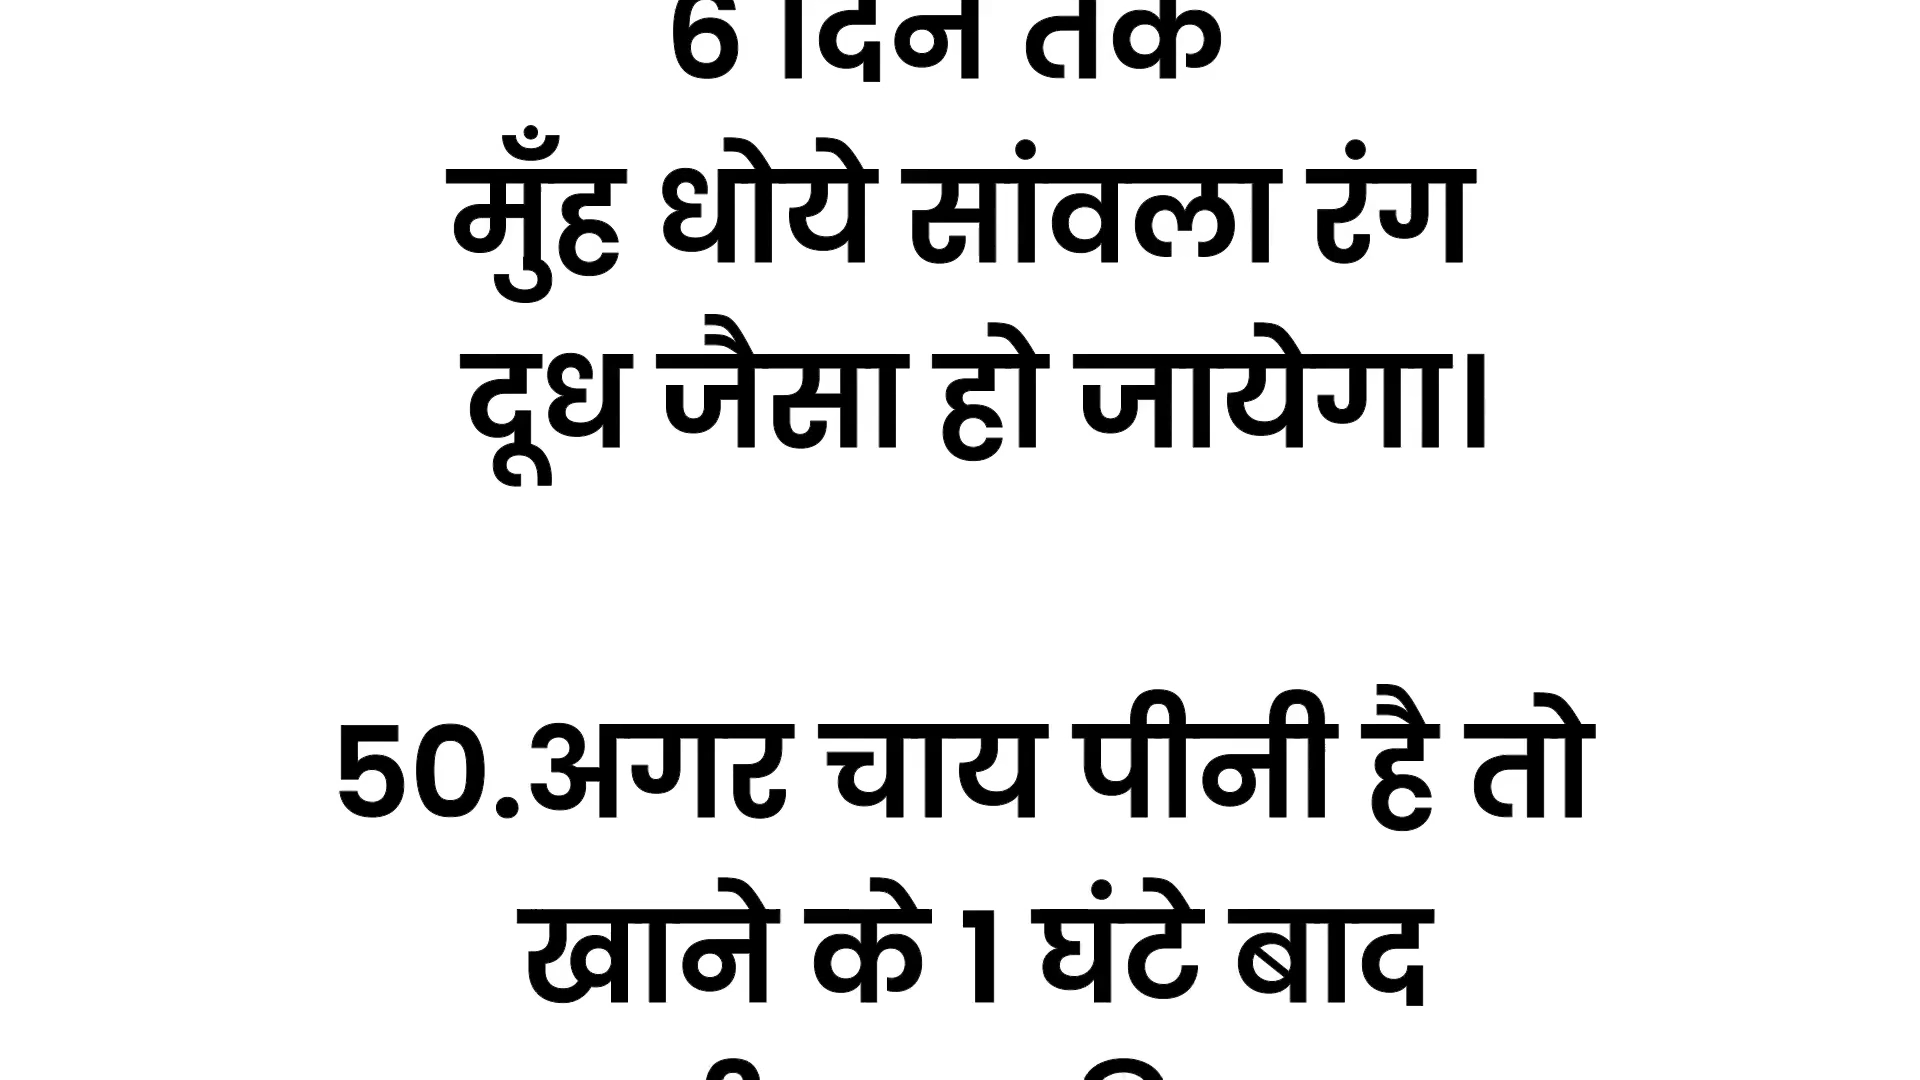 6 दिन तक
मुँह धोये सांवला रंग
दूध जैसा हो जायेगा।
50.अगर चाय पीनी है तो
खाने के 1 घंटे बाद